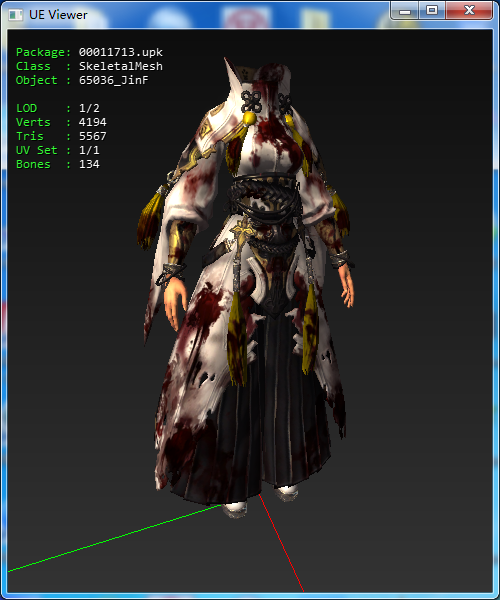 UE Viewer
Package: 00011713.upk
Class : SkeletalMesh
Object : 65036_JinF
LOD : 1/2
Verts : 4194
Tris : 5567
UV Set : 1/1
Bones : 134